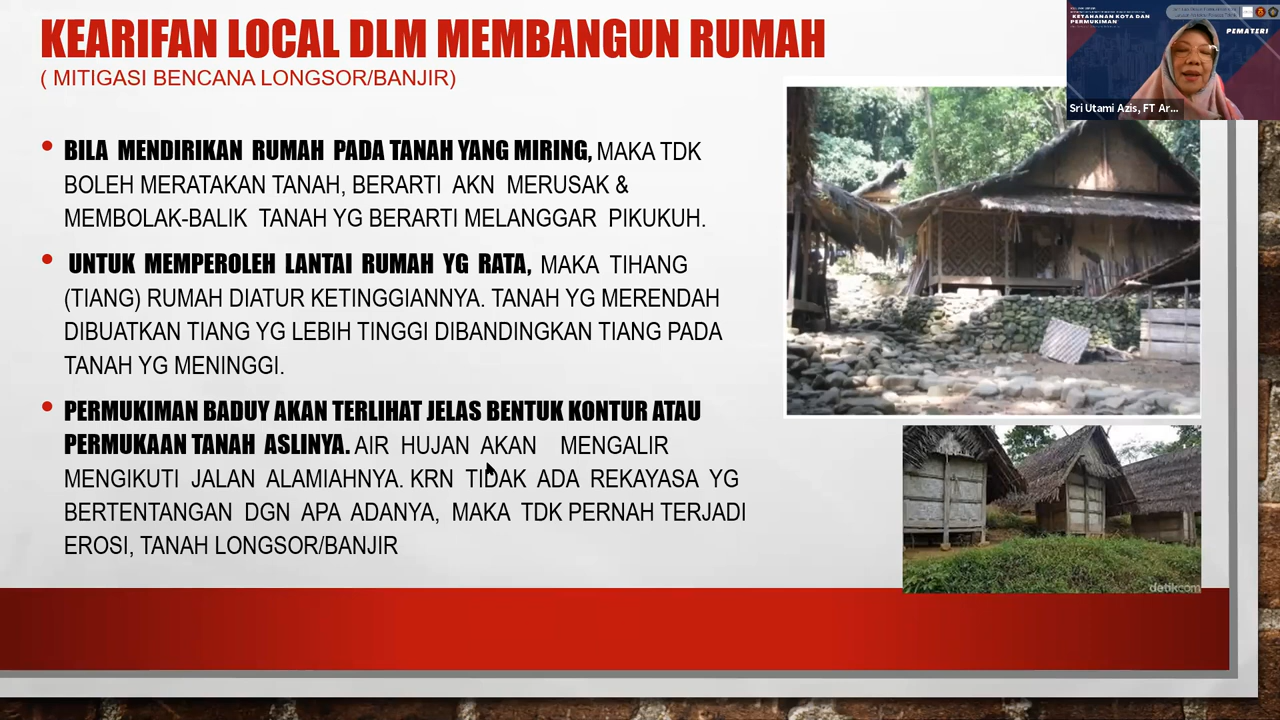 KEARIFAN LOCAL DLM MEMBANGUN RUMAH
( MITIGASI BENCANA LONGSOR/BANJIR)
• BILA MENDIRIKAN RUMAH PADA TANAH YANG MIRING, MAKA TDK
BOLEH MERATAKAN TANAH, BERARTI AKN MERUSAK &
MEMBOLAK-BALIK TANAH YG BERARTI MELANGGAR PIKUKUH.
• UNTUK MEMPEROLEH LANTAI RUMAH YG RATA, MAKA TIHANG
(TIANG) RUMAH DIATUR KETINGGIANNYA. TANAH YG MERENDAH
DIBUATKAN TIANG YG LEBIH TINGGI DIBANDINGKAN TIANG PADA
TANAH YG MENINGGI.
• PERMUKIMAN BADUY AKAN TERLIHAT JELAS BENTUK KONTUR ATAU
PERMUKAAN TANAH ASLINYA. AIR HUJAN AKAN MENGALIR
MENGIKUTI JALAN ALAMIAHNYA. KRN TIDAK ADA REKAYASA YG
BERTENTANGAN DGN APA ADANYA, MAKA TDK PERNAH TERJADI
EROSI, TANAH LONGSOR/BANJIR
KETAHANAN KOTA DAN
PERMUKIMAN
PEMATERI
Sri Utami Azis, FT Ar...
detikcom